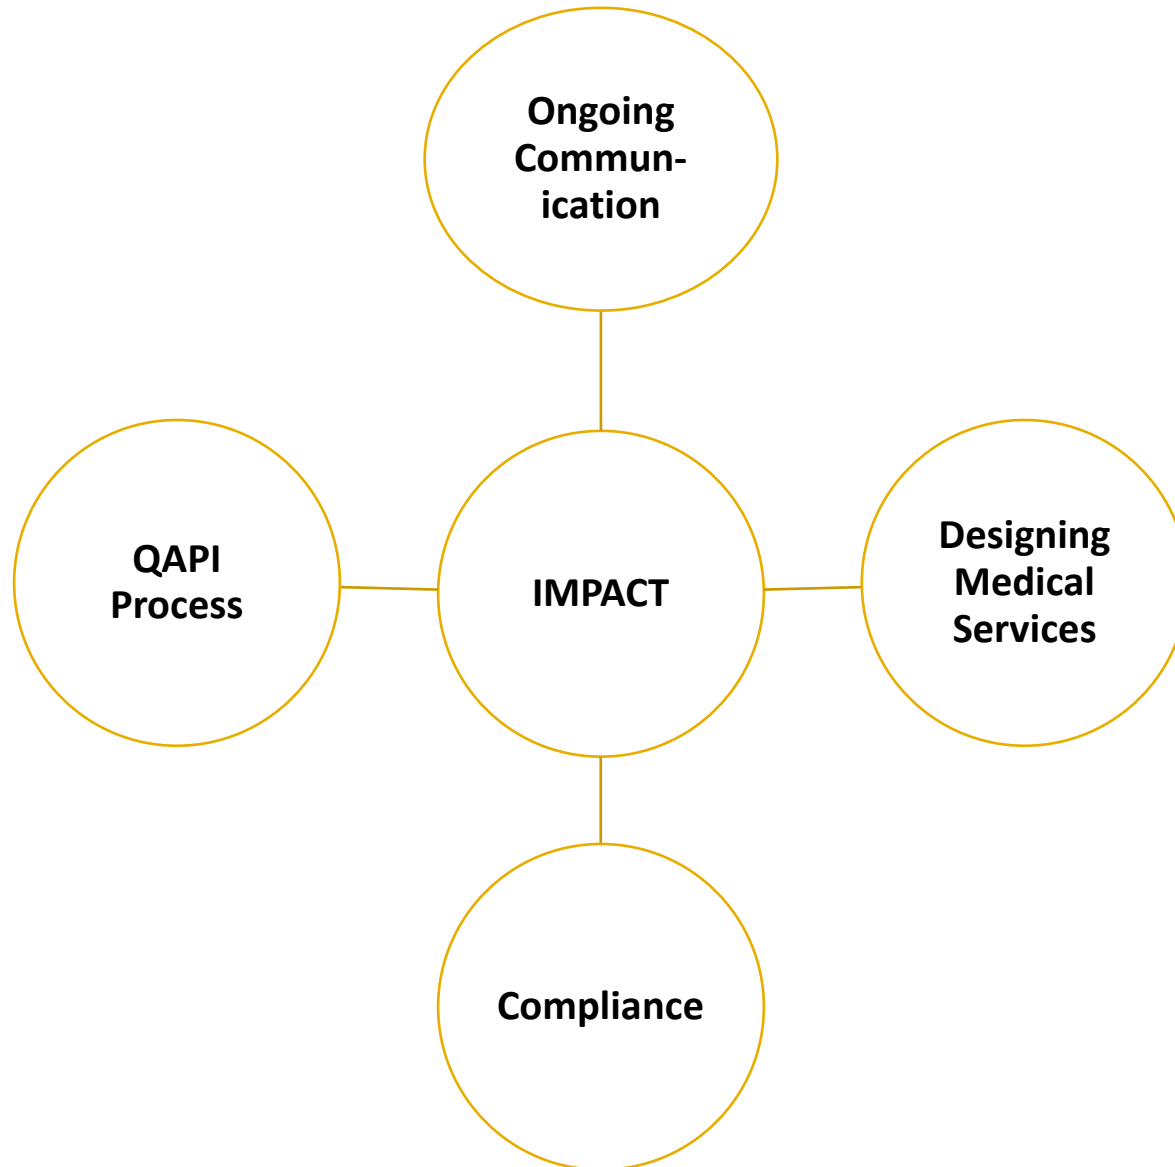 Ongoing
Commun-
ication
QAPI
Process
IMPACT
Designing
Medical
Services
Compliance